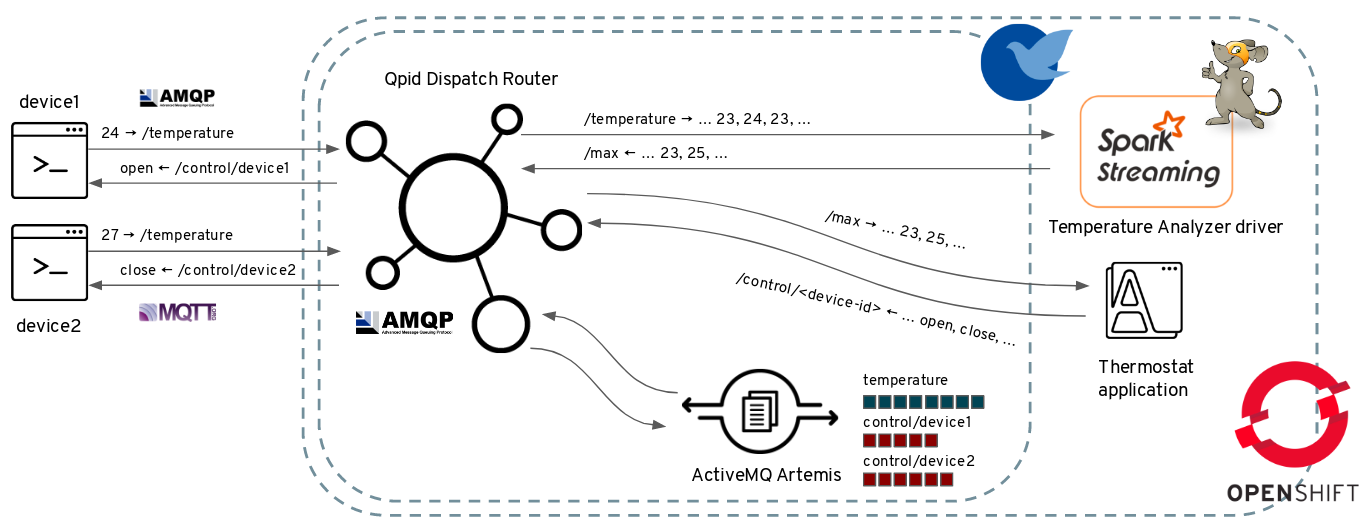 Qpid Dispatch Router
device1
AMQP
Advanced Message Queuing Protocol
24 → /temperature
open ← /control/device1
27 → /temperature
close ← /control/device2
MQTT
device2
AMQP
Advanced Message Queuing Protocol
/temperature → ... 23, 24, 23, ...
/max ← ... 23, 25, ...
/max → ... 23, 25, ...
/control/<device-id> ← ... open, close, ...
Spark
Streaming
Temperature Analyzer driver
Thermostat
application
ActiveMQ Artemis
temperature
control/device1
control/device2
OPENSHIFT